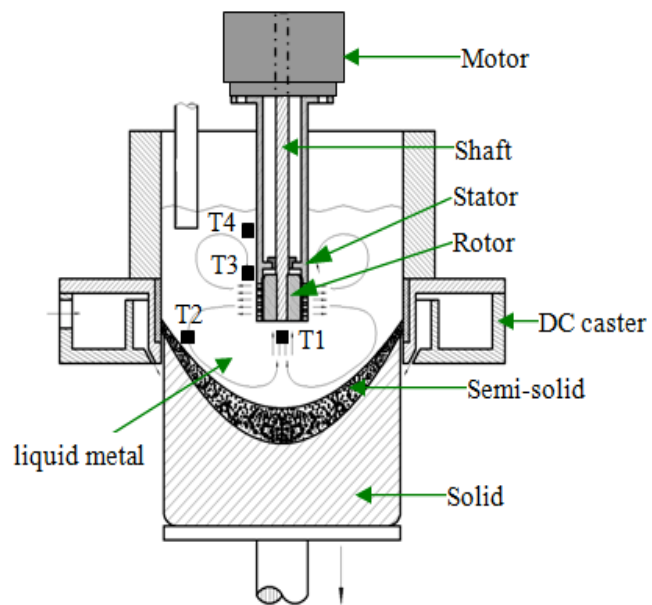 Motor
Shaft
Stator
T4
Rotor
T3
T2
T1
DC caster
Semi-solid
liquid metal
Solid